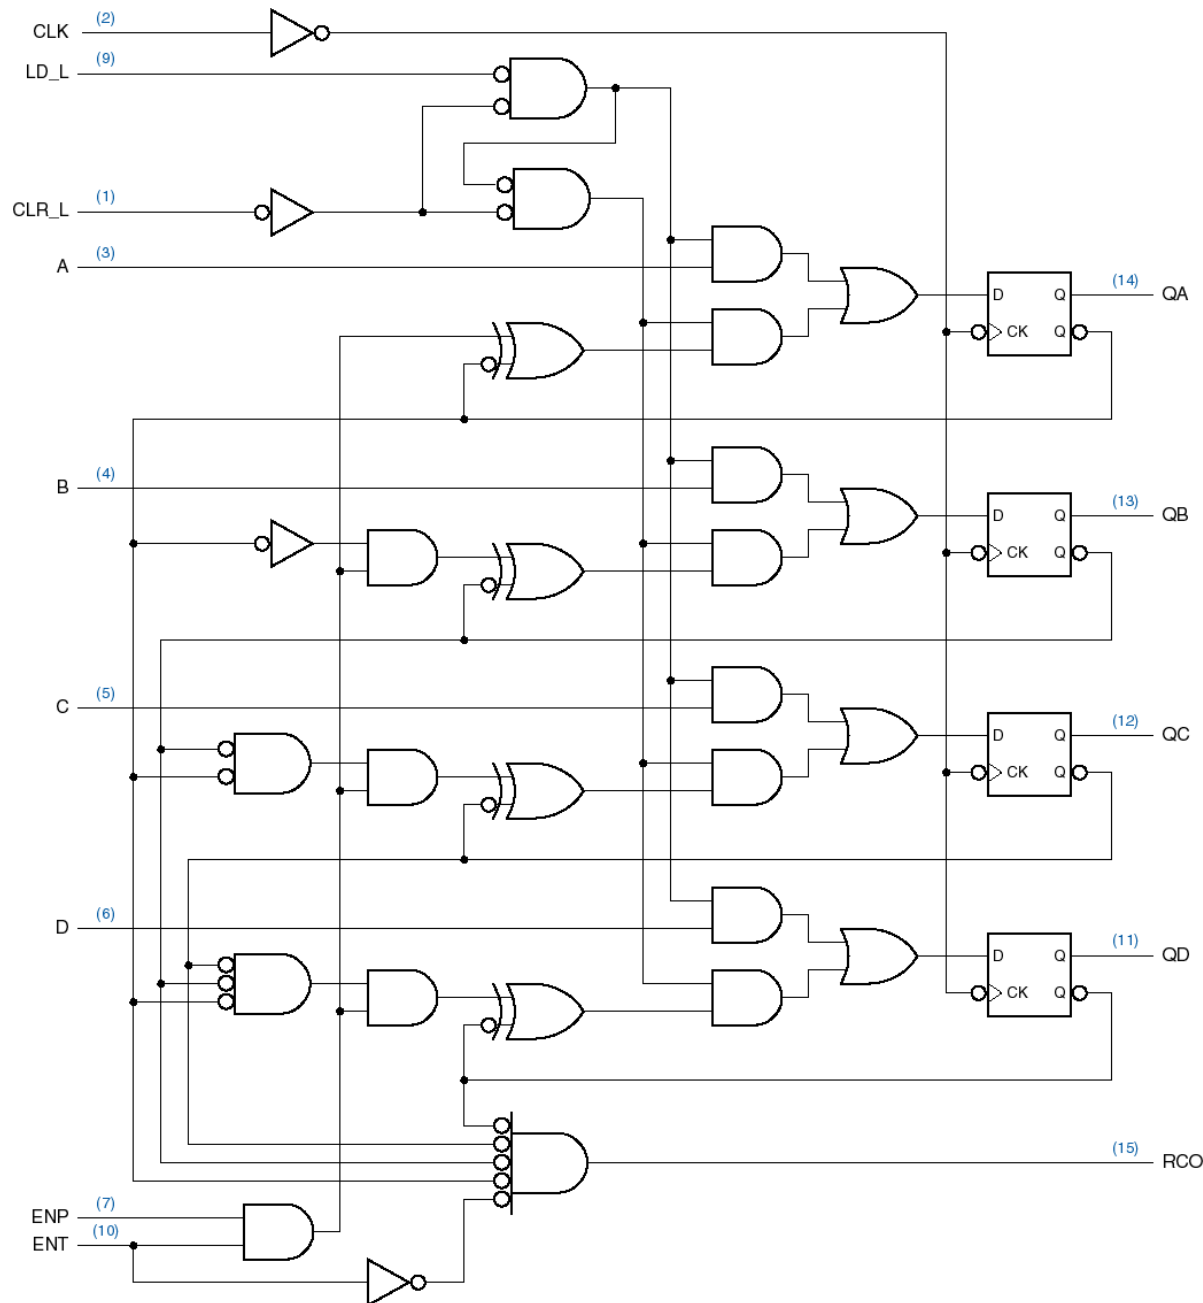 CLK (2)
LD_L (9)
CLR_L (1)
A (3)
D Q (14) QA
CK Q
B (4)
D Q (13) QB
CK Q
C (5)
D Q (12) QC
CK Q
D (6)
D Q (11) QD
CK Q
(15) RCO
ENP (7)
ENT (10)